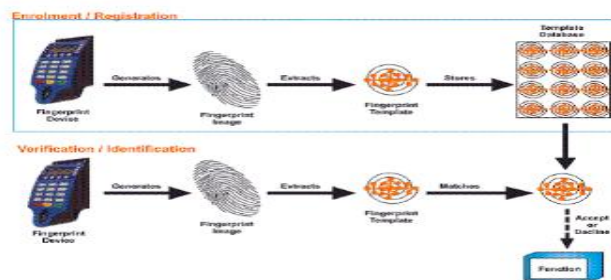 Enrolment / Registration
Template
Database
Generates
Extracts
Stores
Fingerprint
Device
Fingerprint
Image
Fingerprint
Template
Verification / Identification
Generates
Extracts
Matches
Fingerprint
Device
Fingerprint
Image
Fingerprint
Template
Accept
or
Decline
Function